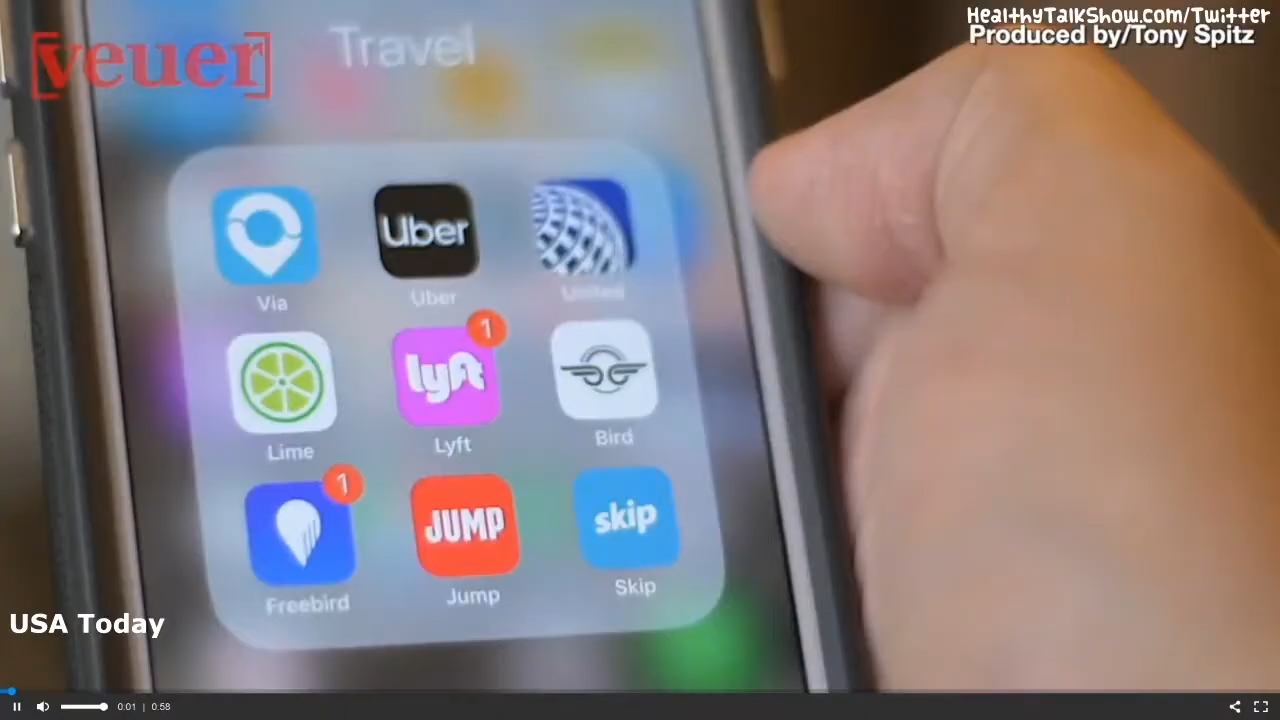 HealthyTalkShow.com/Twitter
Produced by/Tony Spitz
[veuer]
Travel
Uber
lyft
1
JUMP
skip
1
Via
Uber
United
Lime
Lyft
Bird
Freebird
Jump
Skip
USA Today
0:01 | 0:58